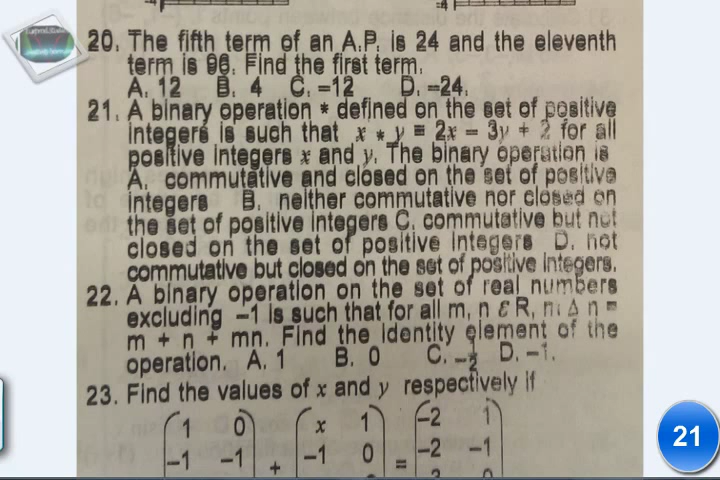 20. The fifth term of an A.P. is 24 and the eleventh
term is 96. Find the first term.
A. 12 B. 4 C. -12 D. -24.
21. A binary operation * defined on the set of positive
integers is such that x * y = 2x - 3y + 2 for all
positive integers x and y. The binary operation is
A. commutative and closed on the set of positive
integers B. neither commutative nor closed on
the set of positive integers C. commutative but not
closed on the set of positive integers D. not
commutative but closed on the set of positive integers.
22. A binary operation on the set of real numbers
excluding -1 is such that for all m, n ε R, m Δ n =
m + n + mn. Find the identity element of the
operation. A. 1 B. 0 C. -1/2 D. -1.
23. Find the values of x and y respectively if
(1 0) (x 1) (-2 1)
-1 -1 + -1 0 = -2 -1
21